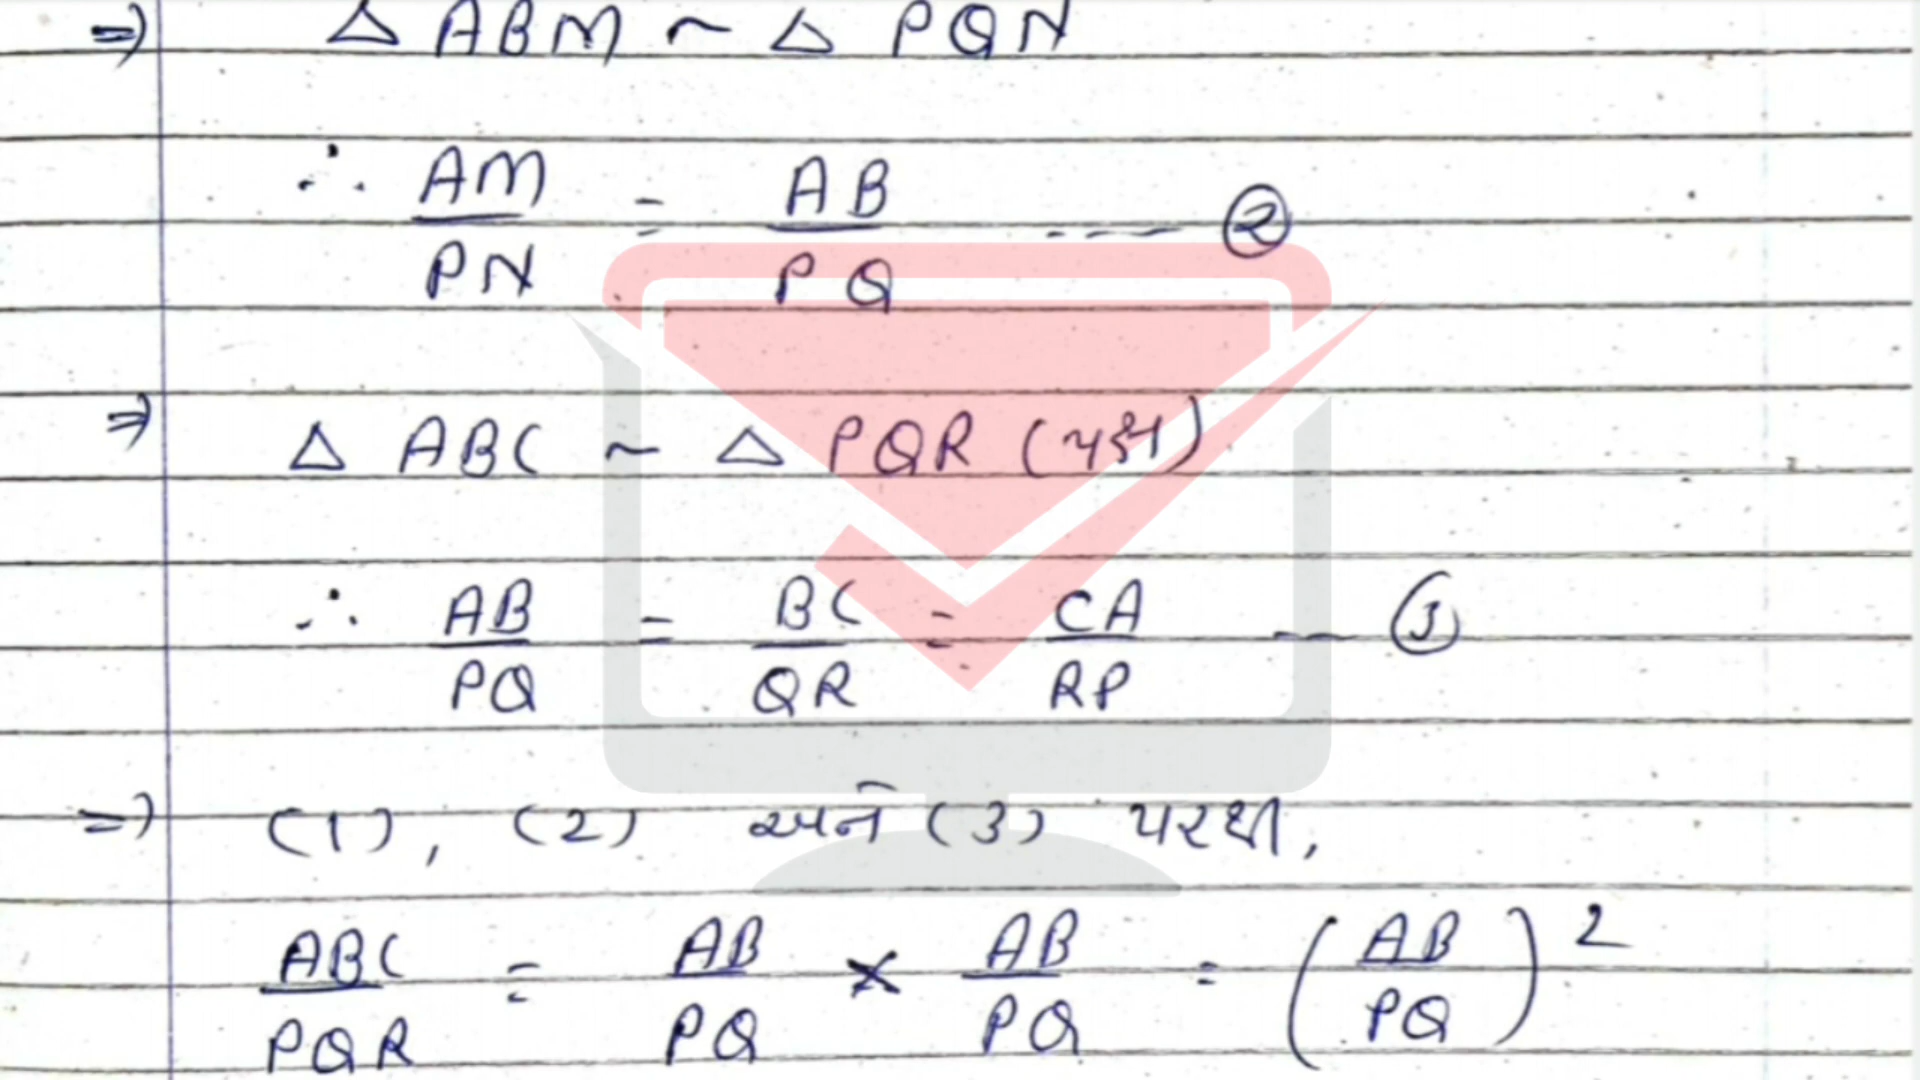 ⇒ △ ABM ~ △ PQN
∴ AM/PN = AB/PQ ---- ②
⇒ △ ABC ~ △ PQR (પક્ષ)
∴ AB/PQ = BC/QR = CA/RP --- ③
⇒ (1), (2) અને (3) પરથી,
ABC/PQR = AB/PQ × AB/PQ = (AB/PQ)²